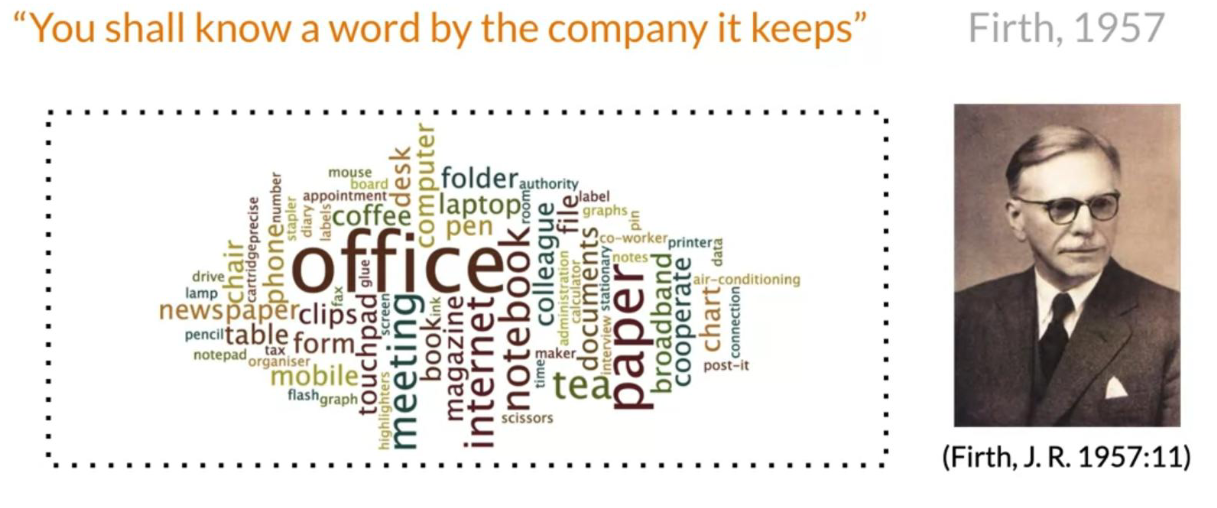 “You shall know a word by the company it keeps”
Firth, 1957
mouse
board
desk
computer
folder
authority
appointment
number
stapler
diary
labels
coffee
laptop
room
label
file
graphs
pin
pen
precise
cartridge
phone
chair
office
glue
notebook
colleague
documents
co-worker
printer
data
notes
stationary
administration
calculator
paper
broadband
cooperate
air-conditioning
drive
lamp
newspaper
clips
fax
touchpad
screen
meeting
book
ink
magazine
internet
chart
connection
pencil
table
form
notepad
tax
organiser
mobile
flash
graph
highlighters
time
maker
interview
tea
post-it
scissors
(Firth, J. R. 1957:11)